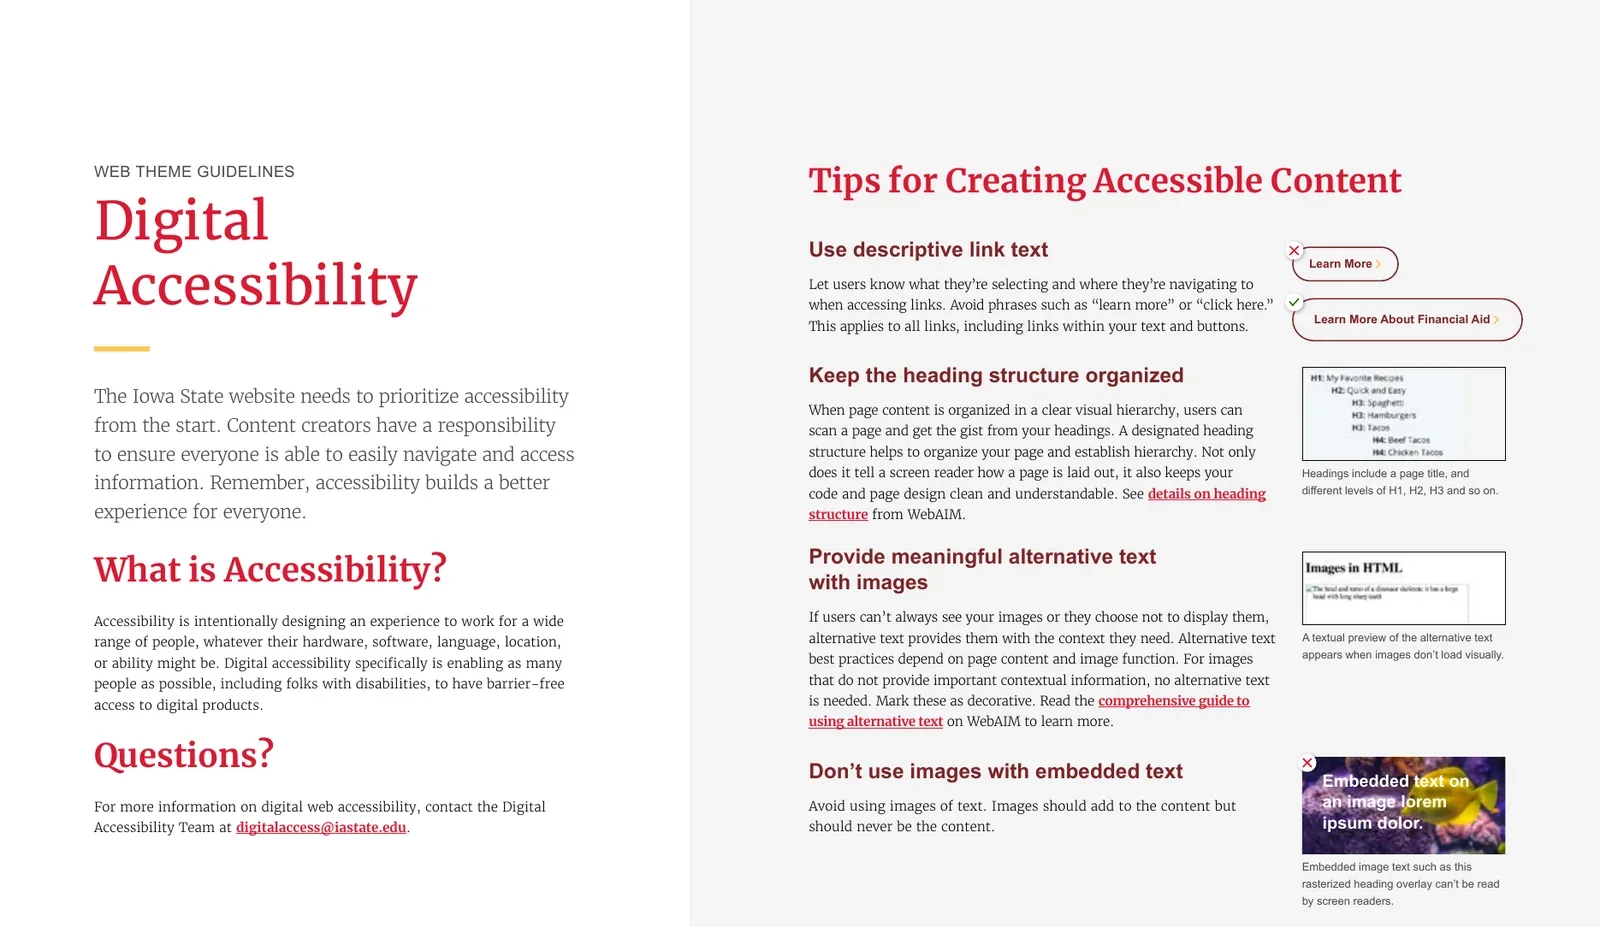 WEB THEME GUIDELINES
Digital
Accessibility
The Iowa State website needs to prioritize accessibility
from the start. Content creators have a responsibility
to ensure everyone is able to easily navigate and access
information. Remember, accessibility builds a better
experience for everyone.
What is Accessibility?
Accessibility is intentionally designing an experience to work for a wide
range of people, whatever their hardware, software, language, location,
or ability might be. Digital accessibility specifically is enabling as many
people as possible, including folks with disabilities, to have barrier-free
access to digital products.
Questions?
For more information on digital web accessibility, contact the Digital
Accessibility Team at digitalaccess@iastate.edu.
Tips for Creating Accessible Content
Use descriptive link text
Let users know what they’re selecting and where they’re navigating to
when accessing links. Avoid phrases such as “learn more” or “click here.”
This applies to all links, including links within your text and buttons.
Learn More
Learn More About Financial Aid
Keep the heading structure organized
When page content is organized in a clear visual hierarchy, users can
scan a page and get the gist from your headings. A designated heading
structure helps to organize your page and establish hierarchy. Not only
does it tell a screen reader how a page is laid out, it also keeps your
code and page design clean and understandable. See details on heading
structure from WebAIM.
H1: My Favorite Recipes
H2: Quick and Easy
H3: Spaghetti
H3: Hamburgers
H3: Tacos
H4: Beef Tacos
H4: Chicken Tacos
Headings include a page title, and
different levels of H1, H2, H3 and so on.
Provide meaningful alternative text
with images
If users can’t always see your images or they choose not to display them,
alternative text provides them with the context they need. Alternative text
best practices depend on page content and image function. For images
that do not provide important contextual information, no alternative text
is needed. Mark these as decorative. Read the comprehensive guide to
using alternative text on WebAIM to learn more.
Images in HTML
The head and torso of a dinosaur skeleton; it has a large
head with long sharp teeth
A textual preview of the alternative text
appears when images don’t load visually.
Don’t use images with embedded text
Avoid using images of text. Images should add to the content but
should never be the content.
Embedded text on
an image lorem
ipsum dolor.
Embedded image text such as this
rasterized heading overlay can’t be read
by screen readers.